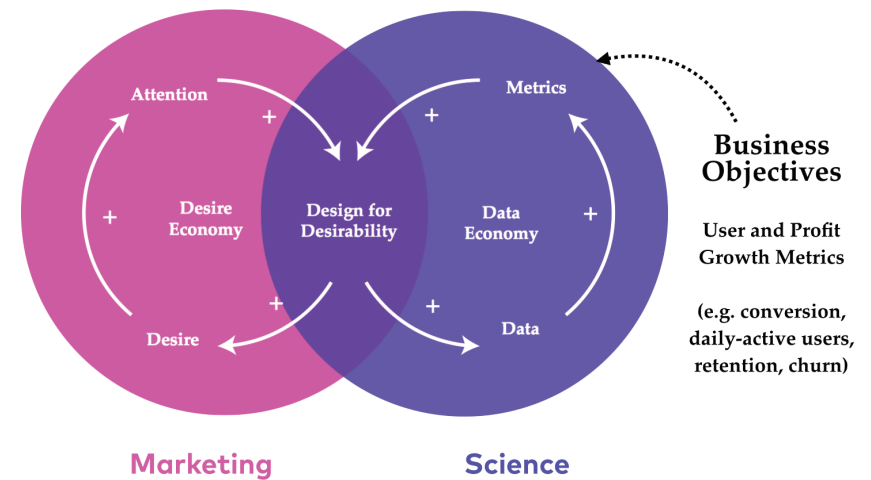 Attention
+
Desire
Economy
+
+
Desire
Design for
Desirability
Metrics
+
Data
Economy
+
+
Data
Business
Objectives
User and Profit
Growth Metrics
(e.g. conversion,
daily-active users,
retention, churn)
Marketing
Science